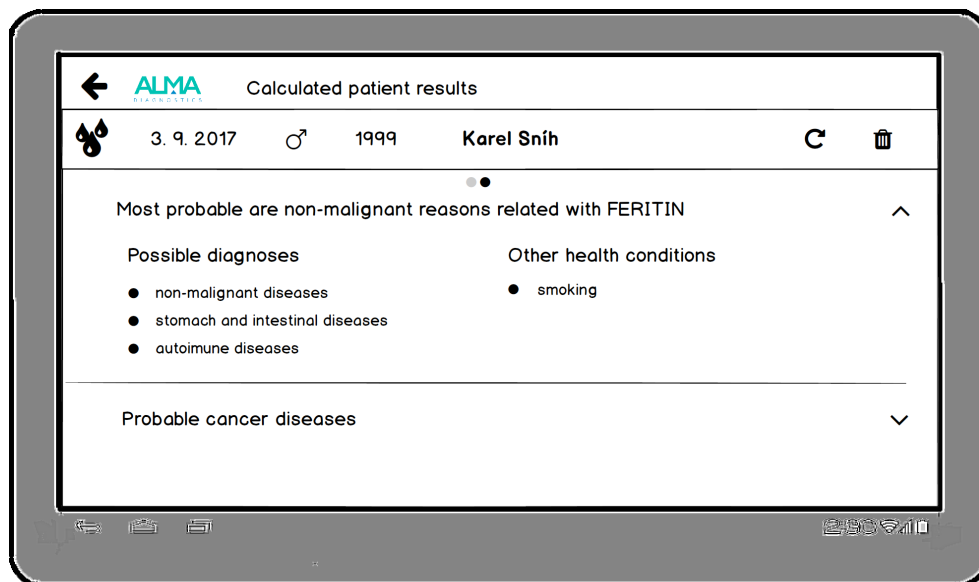 ALMA
DIAGNOSTICS
Calculated patient results
3. 9. 2017 1999 Karel Sníh
Most probable are non-malignant reasons related with FERITIN
Possible diagnoses
non-malignant diseases
stomach and intestinal diseases
autoimune diseases
Other health conditions
smoking
Probable cancer diseases